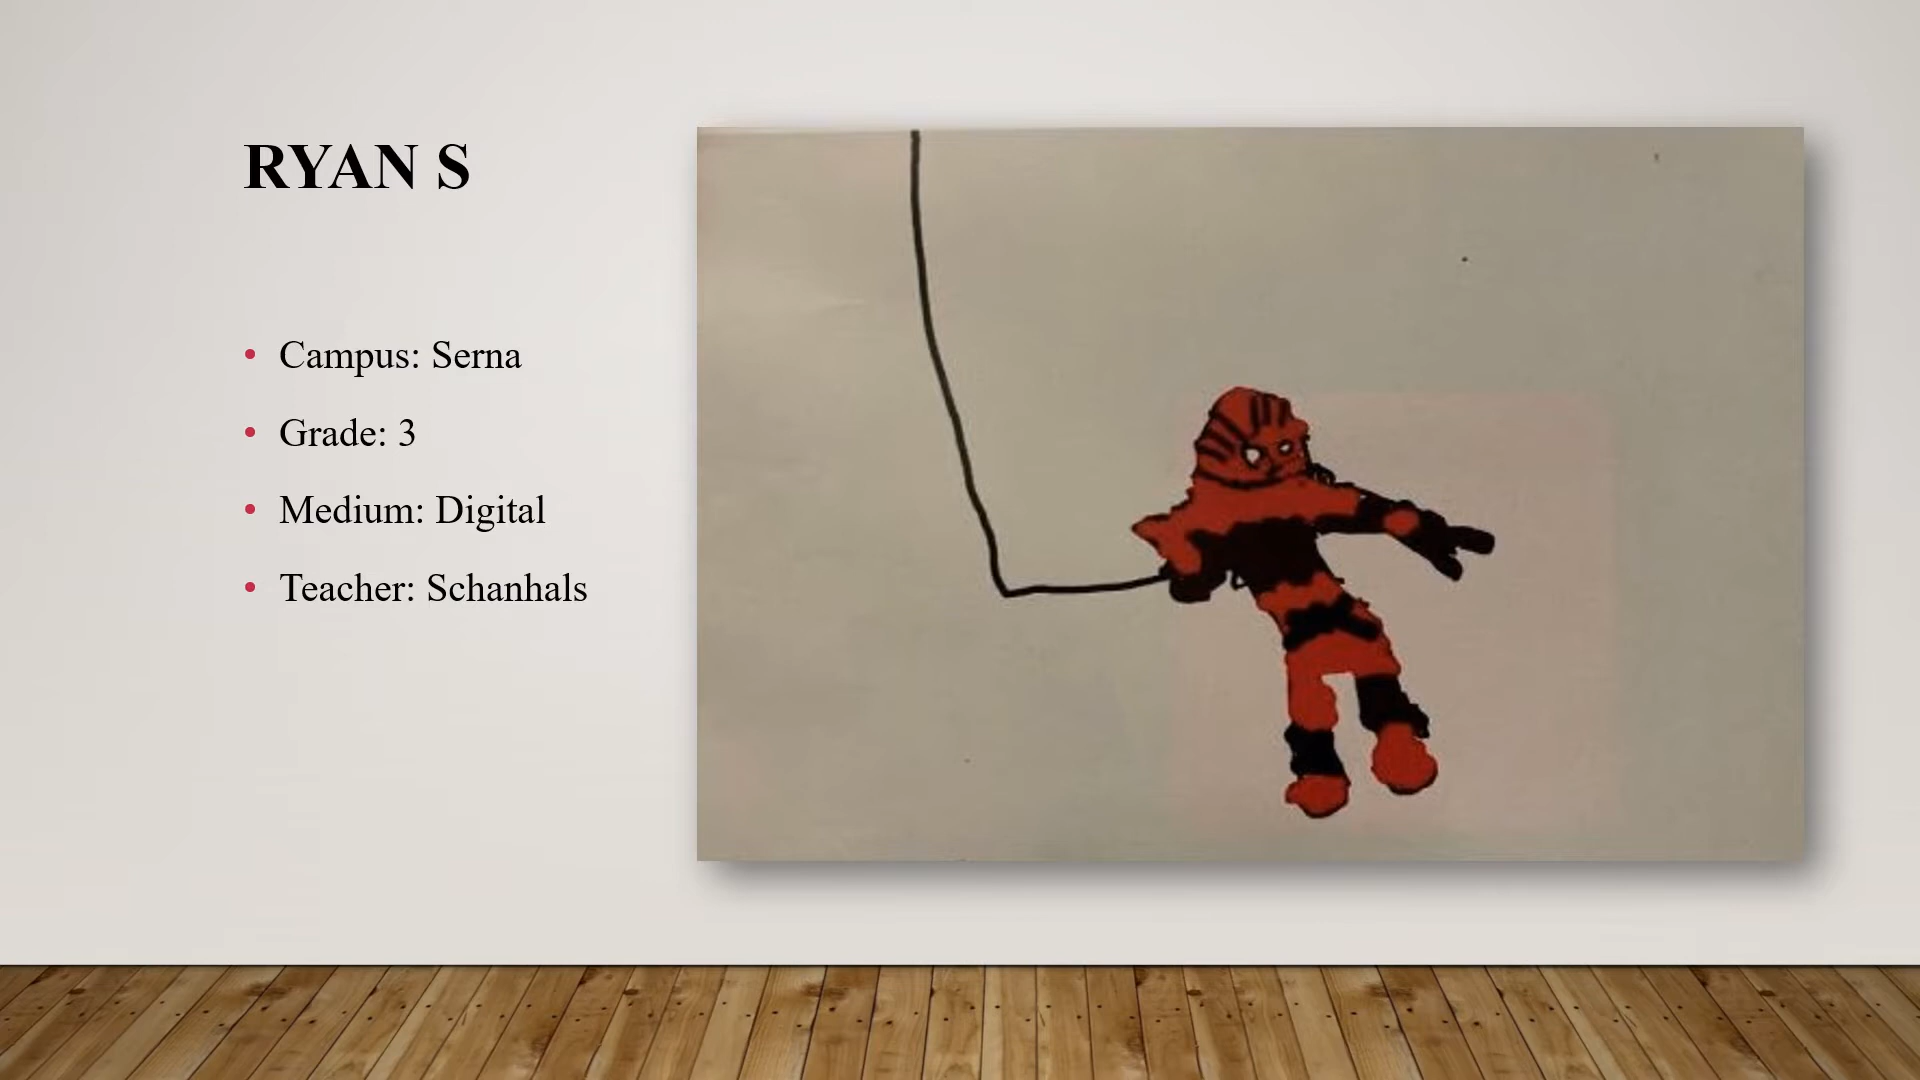 RYAN S
Campus: Serna
Grade: 3
Medium: Digital
Teacher: Schanhals